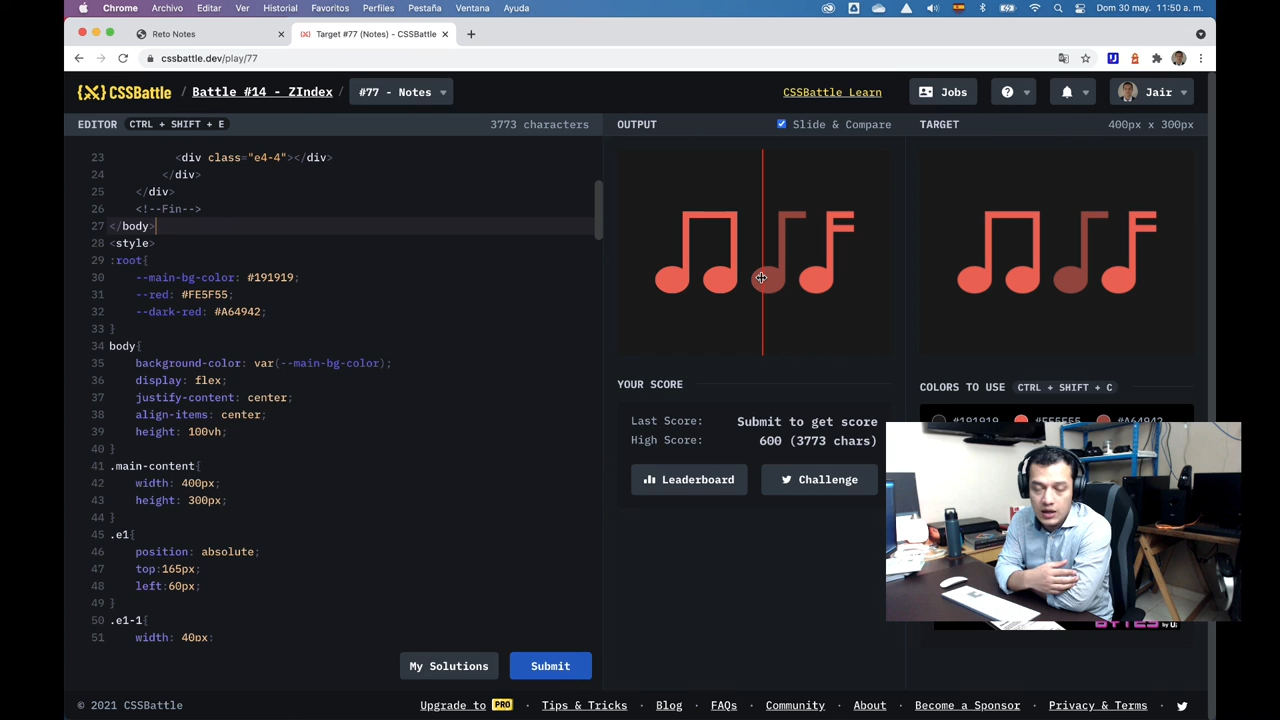 Chrome Archivo Editar Ver Historial Favoritos Perfiles Pestaña Ventana Ayuda Dom 30 may. 11:50 a. m.
Reto Notes
Target #77 (Notes) - CSSBattle
cssbattle.dev/play/77
CSSBATTLE / Battle #14 - ZIndex / #77 - Notes CSSBATTLE Learn Jobs Jair
EDITOR CTRL + SHIFT + E 3773 characters
OUTPUT Slide & Compare
TARGET 400px x 300px
23 <div class="e4-4"></div>
24 </div>
25 </div>
26 <!--Fin-->
27 </body>
28 <style>
29 :root{
30 --main-bg-color: #191919;
31 --red: #FE5F55;
32 --dark-red: #A64942;
33 }
34 body{
35 background-color: var(--main-bg-color);
36 display: flex;
37 justify-content: center;
38 align-items: center;
39 height: 100vh;
40 }
41 .main-content{
42 width: 400px;
43 height: 300px;
44 }
45 .e1{
46 position: absolute;
47 top:165px;
48 left:60px;
49 }
50 .e1-1{
51 width: 40px;
My Solutions Submit
YOUR SCORE
Last Score: Submit to get score
High Score: 600 (3773 chars)
Leaderboard Challenge
COLORS TO USE CTRL + SHIFT + C
#191919 #FE5F55 #A64942
BYTES by ui
© 2021 CSSBattle
Upgrade to PRO · Tips & Tricks · Blog · FAQs · Community · About · Become a Sponsor · Privacy & Terms ·